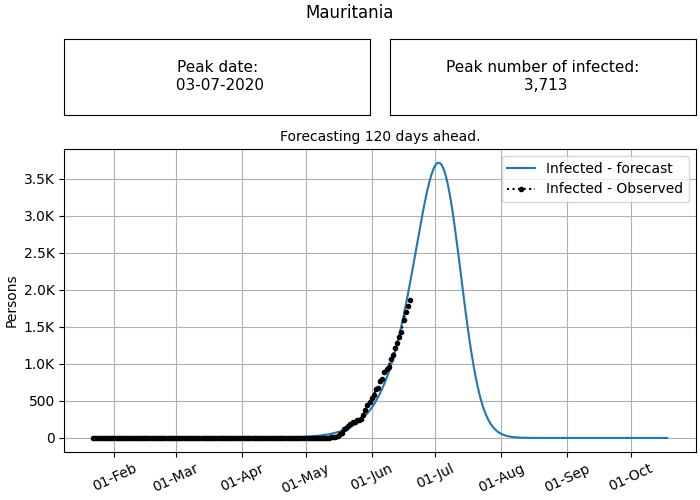 Mauritania
Peak date:
03-07-2020
Peak number of infected:
3,713
Forecasting 120 days ahead.
Infected - forecast
Infected - Observed
3.5K
3.0K
2.5K
2.0K
1.5K
1.0K
500
0
Persons
01-Feb
01-Mar
01-Apr
01-May
01-Jun
01-Jul
01-Aug
01-Sep
01-Oct